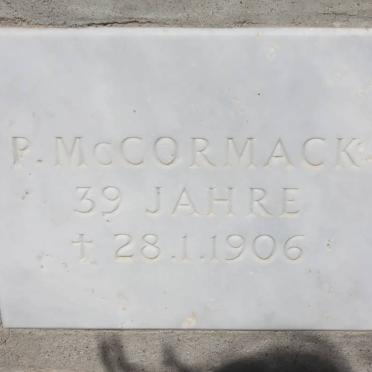 P. McCORMACK
39 JAHRE
† 28.1.1906